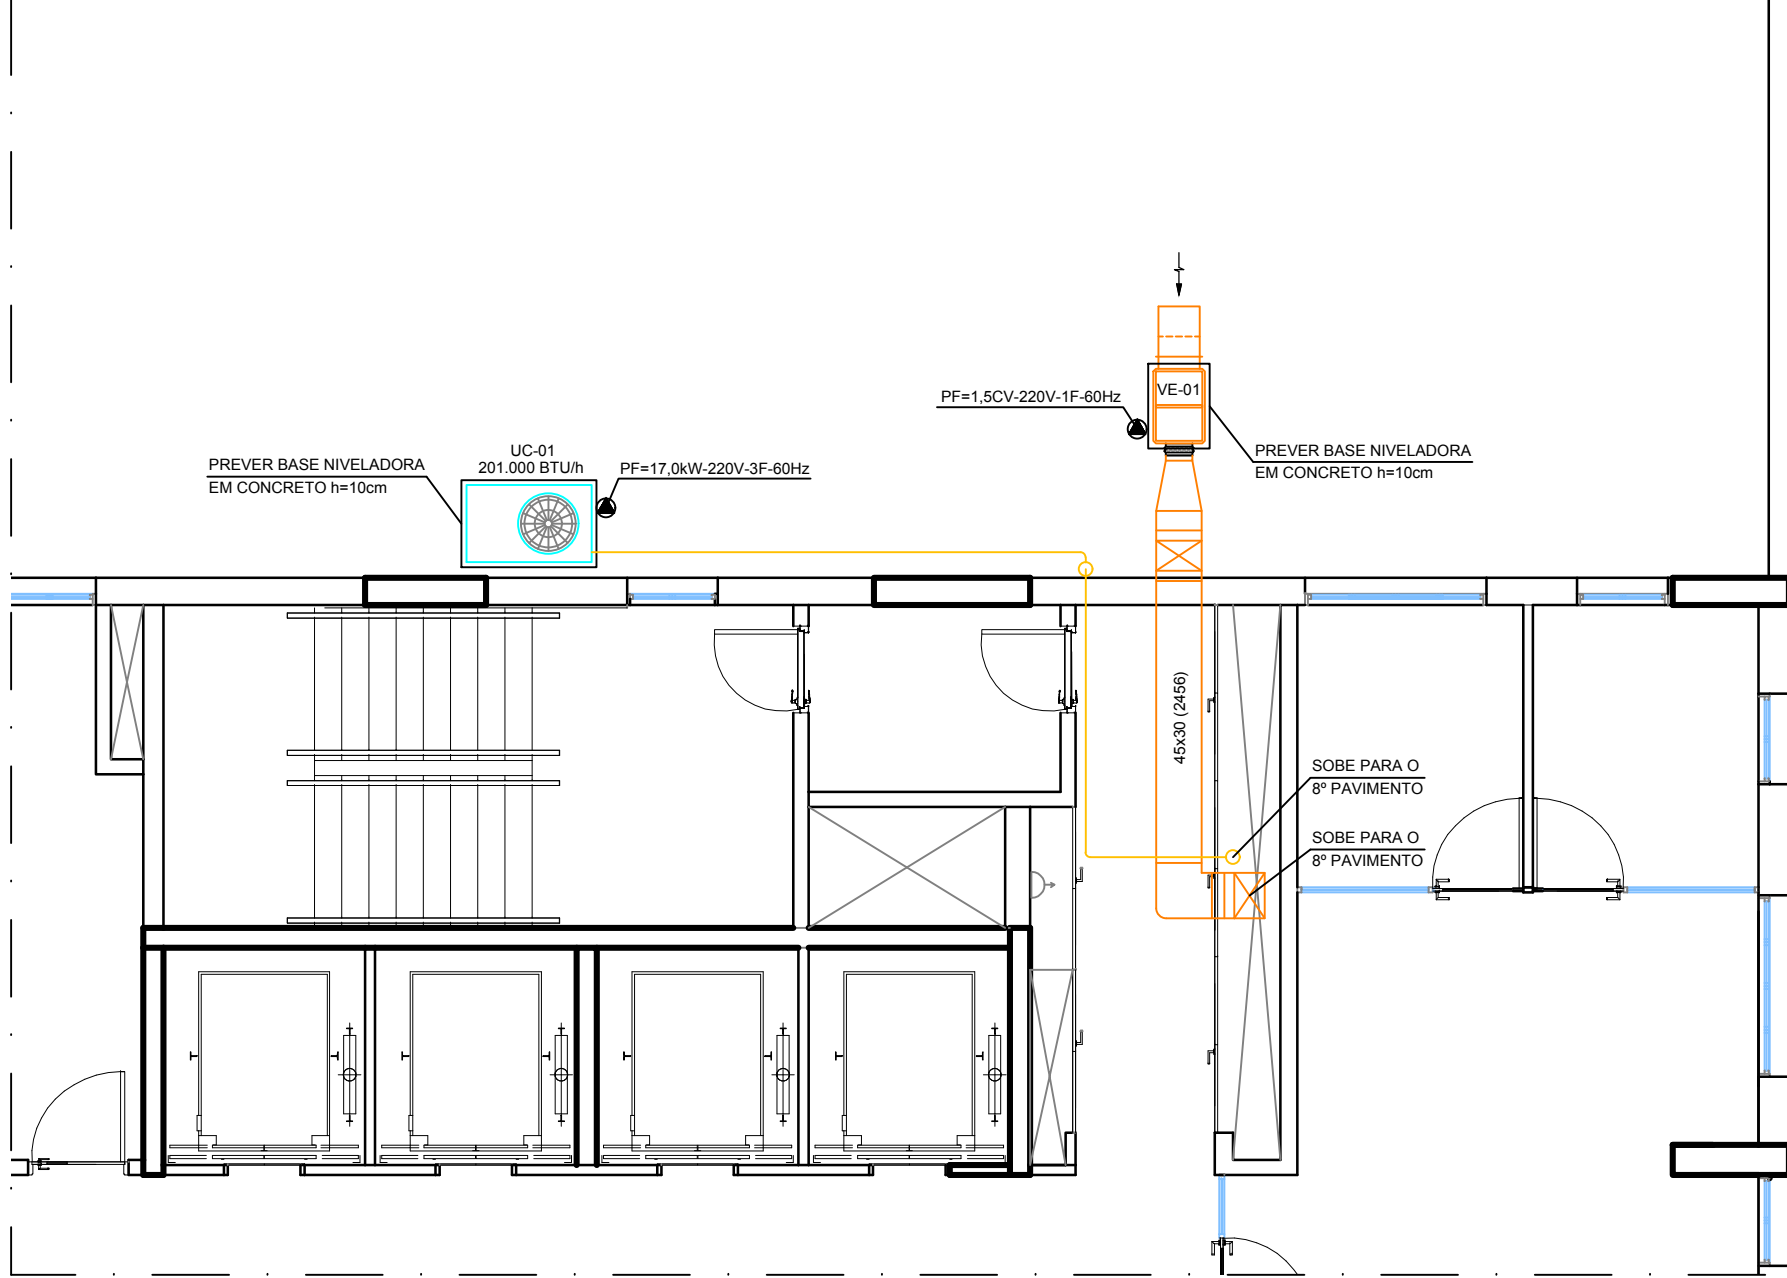 VE-01
PF=1,5CV-220V-1F-60Hz
PREVER BASE NIVELADORA
EM CONCRETO h=10cm
UC-01
201.000 BTU/h
PREVER BASE NIVELADORA
EM CONCRETO h=10cm
PF=17,0kW-220V-3F-60Hz
45x30 (2456)
SOBE PARA O
8º PAVIMENTO
SOBE PARA O
8º PAVIMENTO